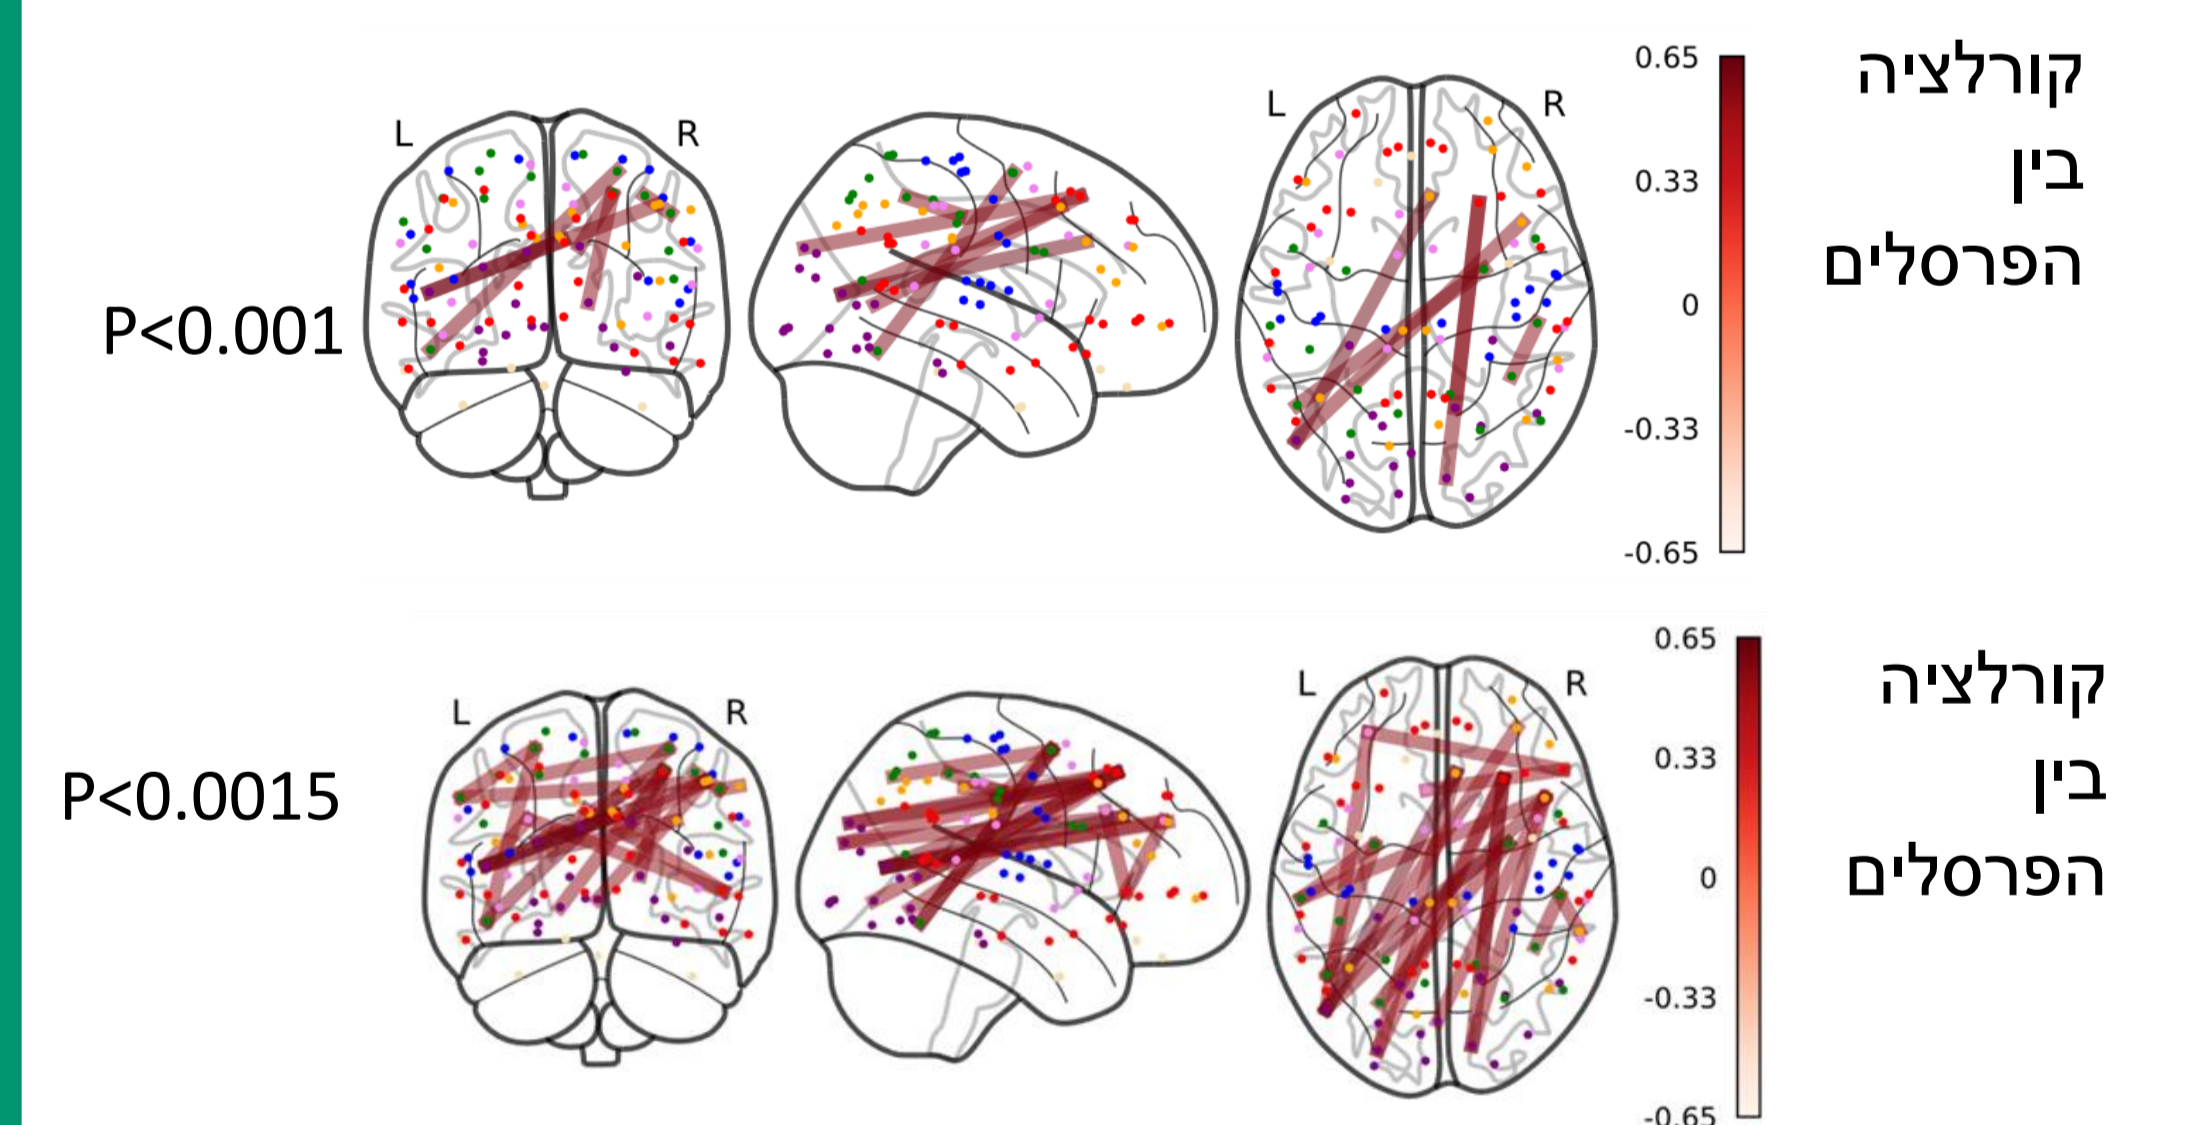 P<0.001
L
R
L
R
0.65
0.33
0
-0.33
-0.65
קורלציה
בין
הפרסלים
P<0.0015
L
R
L
R
0.65
0.33
0
-0.33
-0.65
קורלציה
בין
הפרסלים